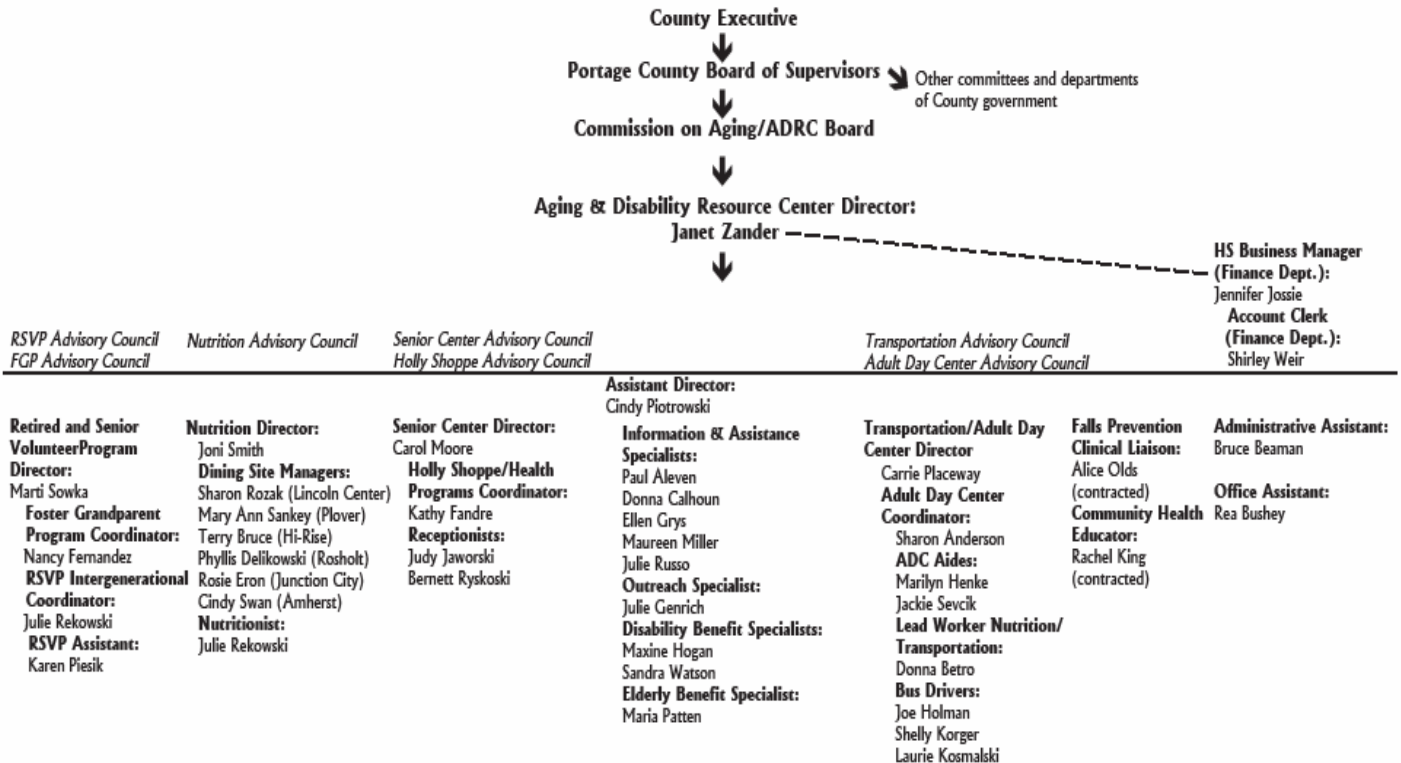 County Executive
Portage County Board of Supervisors
Other committees and departments
of County government
Commission on Aging/ADRC Board
Aging & Disability Resource Center Director:
Janet Zander
HS Business Manager
(Finance Dept.):
Jennifer Jossie
Account Clerk
(Finance Dept.):
Shirley Weir
RSVP Advisory Council
FGP Advisory Council
Nutrition Advisory Council
Senior Center Advisory Council
Holly Shoppe Advisory Council
Transportation Advisory Council
Adult Day Center Advisory Council
Retired and Senior
VolunteerProgram
Director:
Marti Sowka
Foster Grandparent
Program Coordinator:
Nancy Fernandez
RSVP Intergenerational
Coordinator:
Julie Rekowski
RSVP Assistant:
Karen Piesik
Nutrition Director:
Joni Smith
Dining Site Managers:
Sharon Rozak (Lincoln Center)
Mary Ann Sankey (Plover)
Terry Bruce (Hi-Rise)
Phyllis Delikowski (Rosholt)
Rosie Eron (Junction City)
Cindy Swan (Amherst)
Nutritionist:
Julie Rekowski
Senior Center Director:
Carol Moore
Holly Shoppe/Health
Programs Coordinator:
Kathy Fandre
Receptionists:
Judy Jaworski
Bernett Ryskoski
Assistant Director:
Cindy Piotrowski
Information & Assistance
Specialists:
Paul Aleven
Donna Calhoun
Ellen Grys
Maureen Miller
Julie Russo
Outreach Specialist:
Julie Genrich
Disability Benefit Specialists:
Maxine Hogan
Sandra Watson
Elderly Benefit Specialist:
Maria Patten
Transportation/Adult Day
Center Director
Carrie Placeway
Adult Day Center
Coordinator:
Sharon Anderson
ADC Aides:
Marilyn Henke
Jackie Sevcik
Lead Worker Nutrition/
Transportation:
Donna Betro
Bus Drivers:
Joe Holman
Shelly Korger
Laurie Kosmalski
Falls Prevention
Clinical Liaison:
Alice Olds
(contracted)
Community Health
Educator:
Rachel King
(contracted)
Administrative Assistant:
Bruce Beaman
Office Assistant:
Rea Bushey